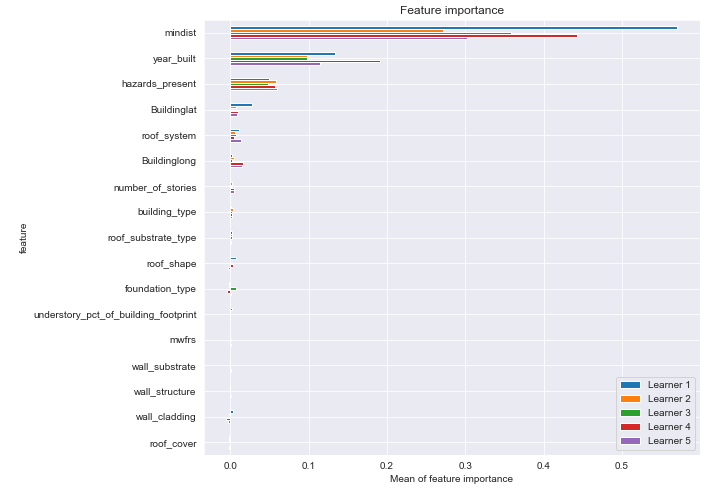 Feature importance
mindist
year_built
hazards_present
Buildinglat
roof_system
Buildinglong
number_of_stories
building_type
roof_substrate_type
roof_shape
foundation_type
understory_pct_of_building_footprint
mwfrs
wall_substrate
wall_structure
wall_cladding
roof_cover
feature
Learner 1
Learner 2
Learner 3
Learner 4
Learner 5
0.0 0.1 0.2 0.3 0.4 0.5
Mean of feature importance